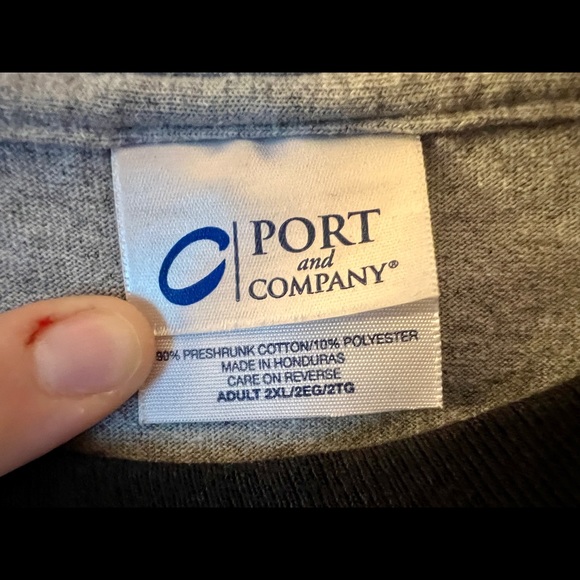 PORT
and
COMPANY®
90% PRESHRUNK COTTON/10% POLYESTER
MADE IN HONDURAS
CARE ON REVERSE
ADULT 2XL/2EG/2TG